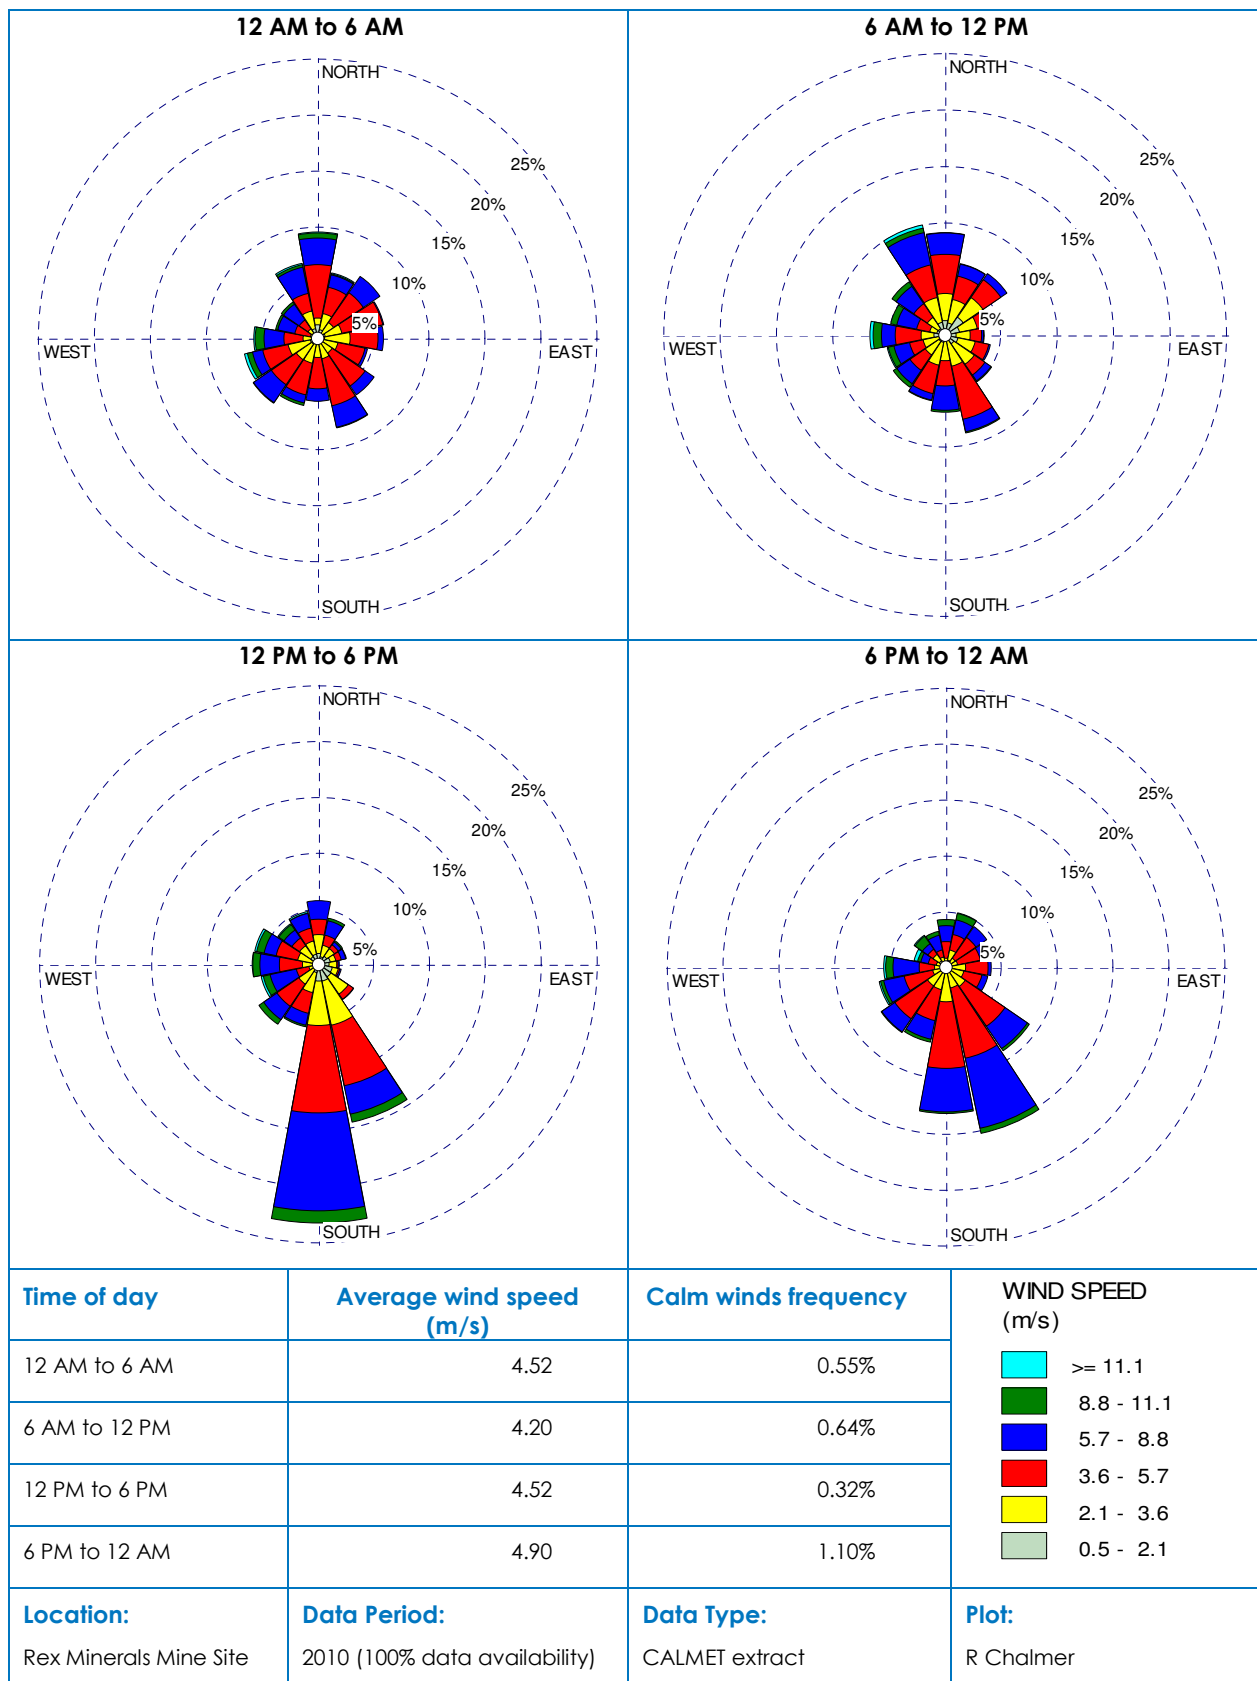 12 AM to 6 AM
NORTH
25%
20%
15%
10%
5%
WEST
EAST
SOUTH
6 AM to 12 PM
NORTH
25%
20%
15%
10%
5%
WEST
EAST
SOUTH
12 PM to 6 PM
NORTH
25%
20%
15%
10%
5%
WEST
EAST
SOUTH
6 PM to 12 AM
NORTH
25%
20%
15%
10%
5%
WEST
EAST
SOUTH
Time of day
Average wind speed
(m/s)
Calm winds frequency
12 AM to 6 AM
4.52
0.55%
6 AM to 12 PM
4.20
0.64%
12 PM to 6 PM
4.52
0.32%
6 PM to 12 AM
4.90
1.10%
WIND SPEED
(m/s)
>= 11.1
8.8 - 11.1
5.7 - 8.8
3.6 - 5.7
2.1 - 3.6
0.5 - 2.1
Location:
Rex Minerals Mine Site
Data Period:
2010 (100% data availability)
Data Type:
CALMET extract
Plot:
R Chalmer